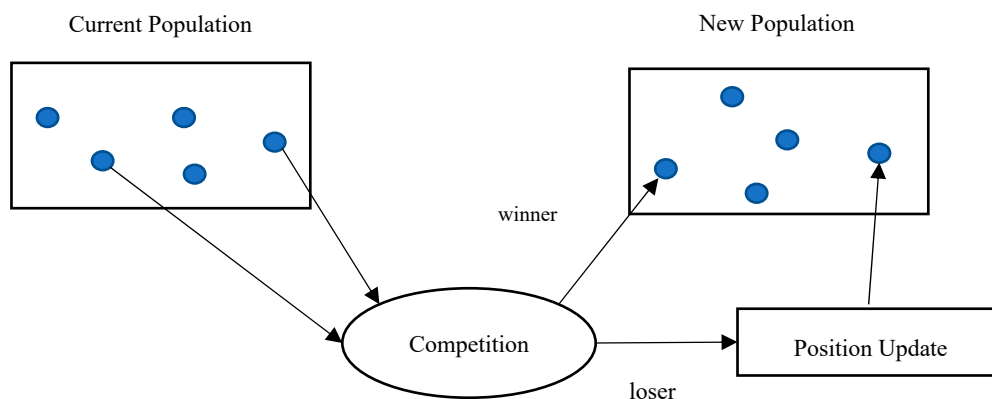 Current Population
New Population
winner
Competition
Position Update
loser